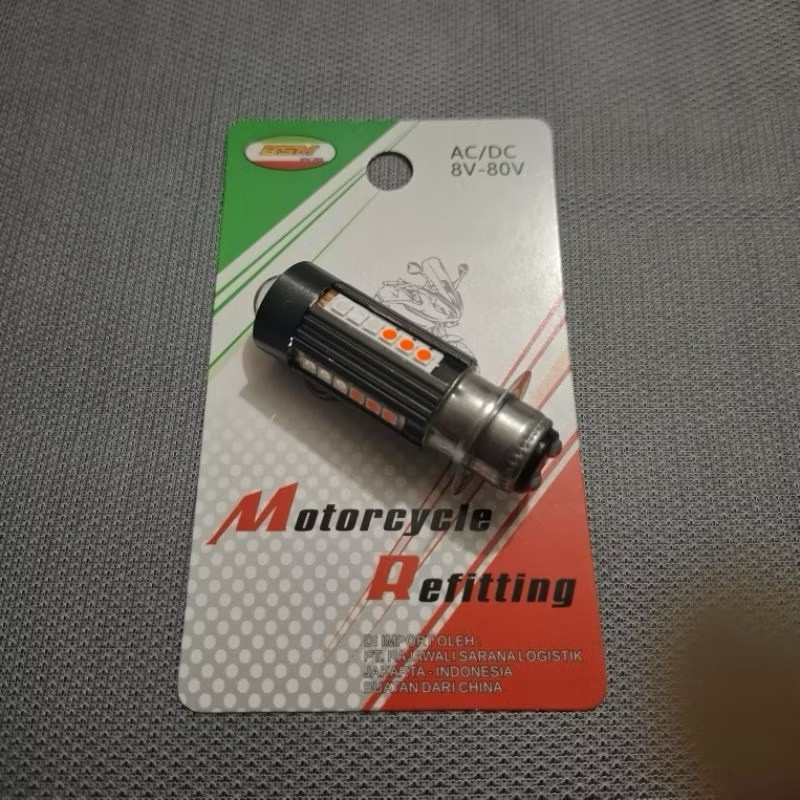 AC/DC
8V-80V
Motorcycle
Refitting
DI IMPORT OLEH :
PT. RAJAWALI SARANA LOGISTIK
JAKARTA - INDONESIA
BUATAN DARI CHINA